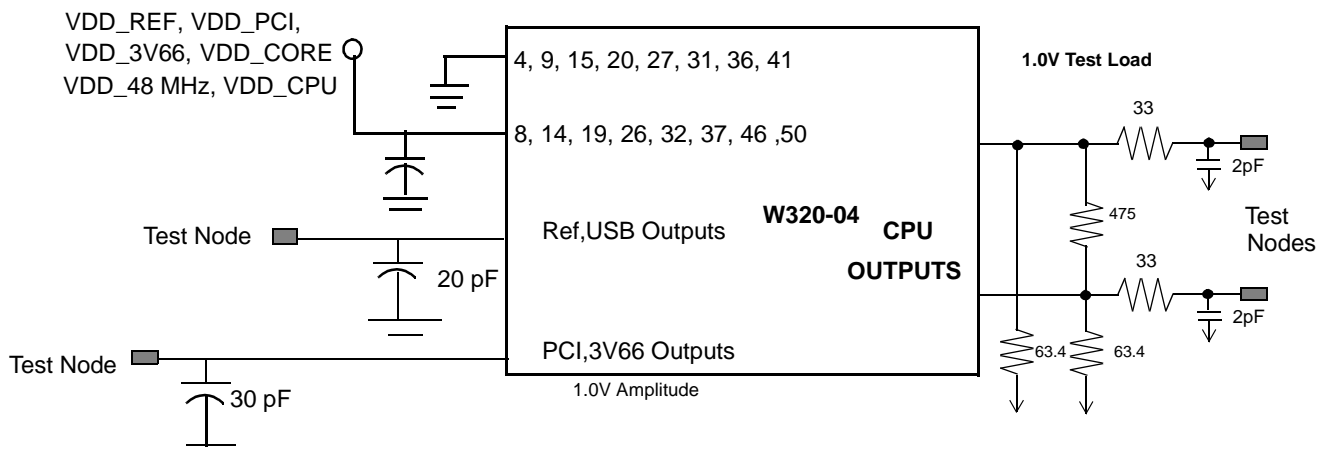 VDD_REF, VDD_PCI,
VDD_3V66, VDD_CORE
VDD_48 MHz, VDD_CPU
4, 9, 15, 20, 27, 31, 36, 41
8, 14, 19, 26, 32, 37, 46 ,50
1.0V Test Load
33
2pF
475
Test
Nodes
33
2pF
63.4
63.4
W320-04
CPU
OUTPUTS
Test Node
Ref,USB Outputs
20 pF
Test Node
PCI,3V66 Outputs
30 pF
1.0V Amplitude